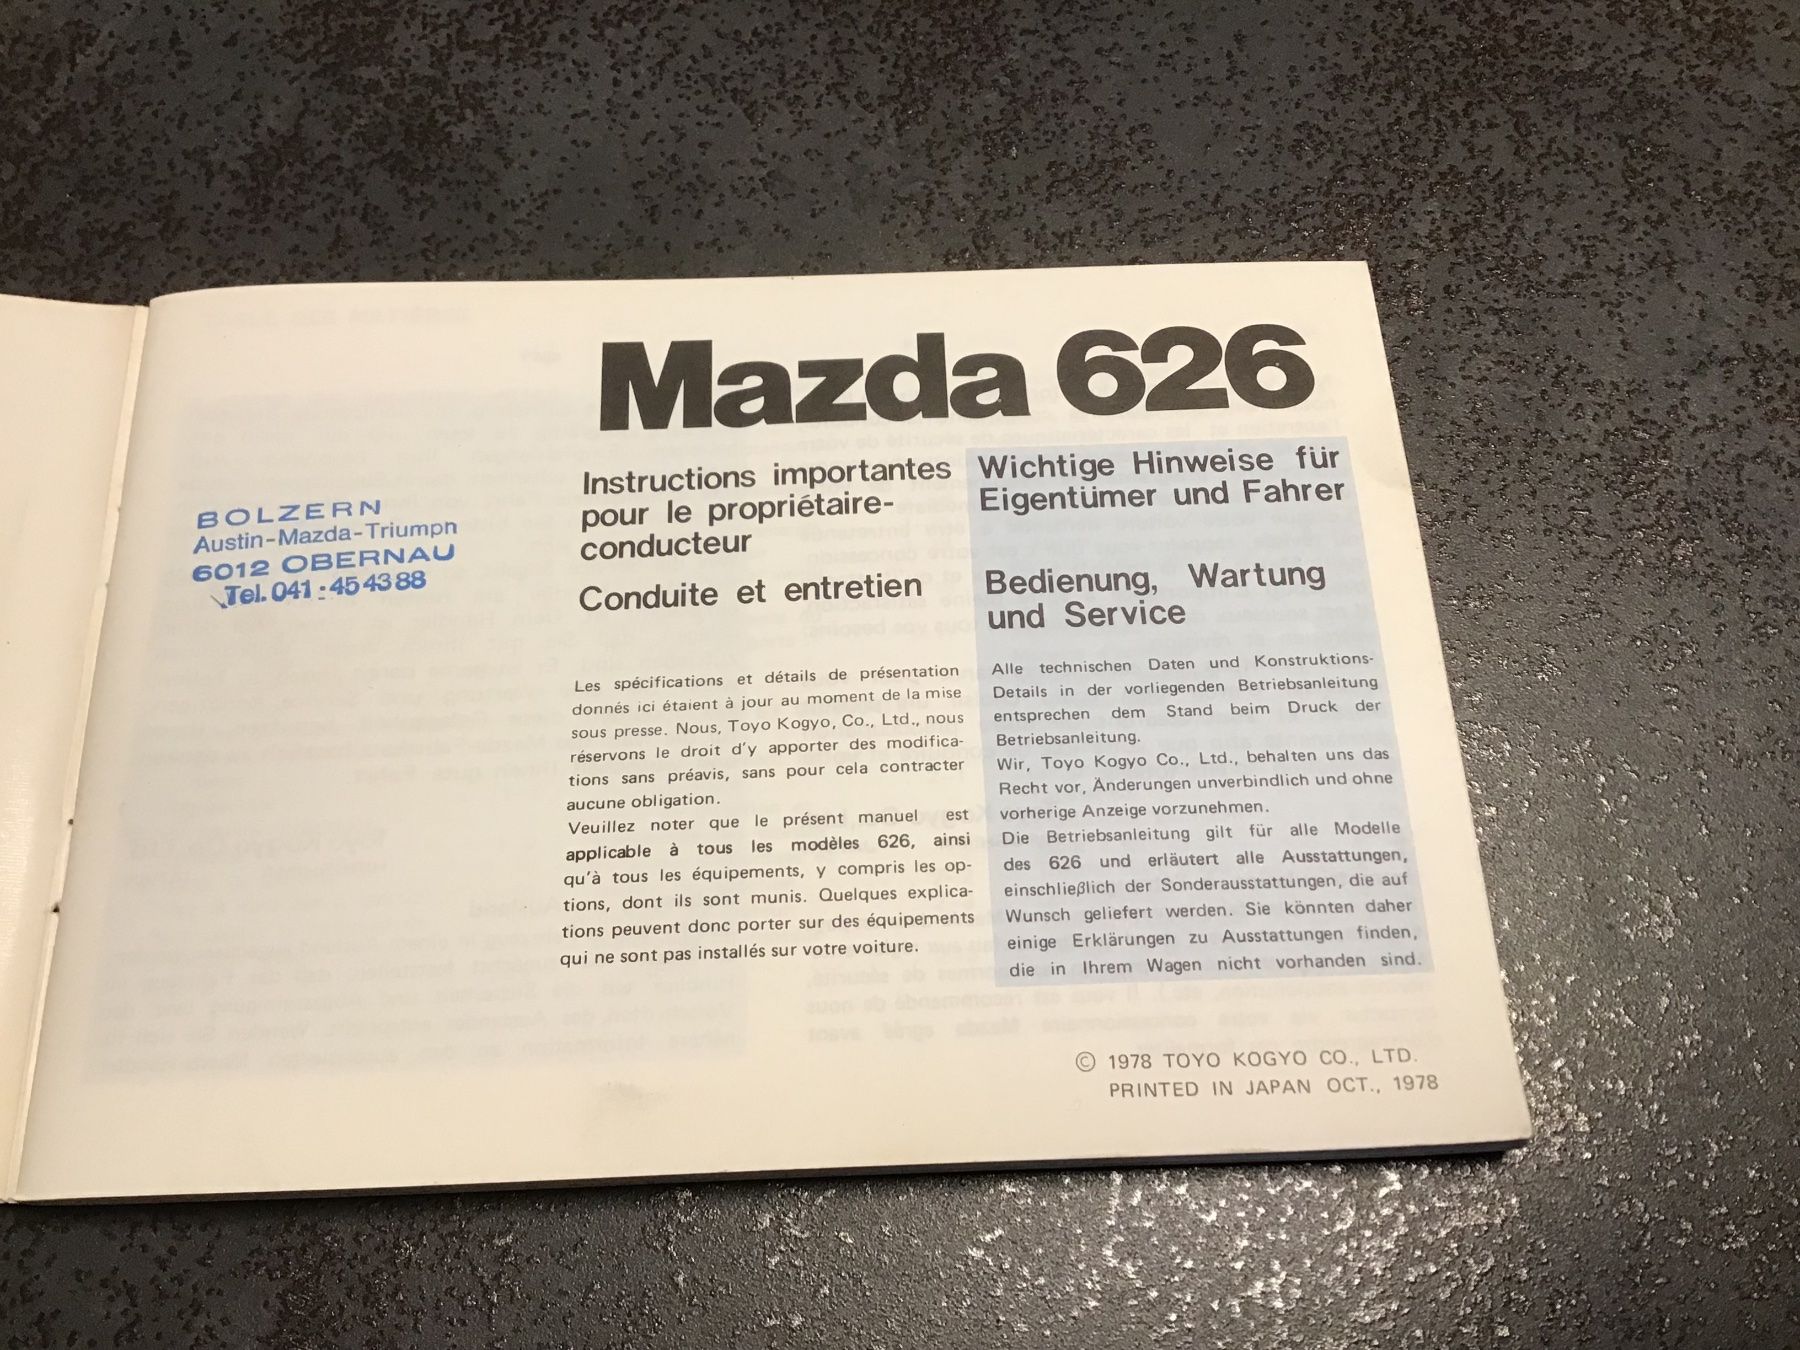 Mazda 626
BOLZERN
Austin-Mazda-Triumph
6012 OBERNAU
Tel. 041 : 45 43 88
Instructions importantes
pour le propriétaire-
conducteur
Conduite et entretien
Les spécifications et détails de présentation
donnés ici étaient à jour au moment de la mise
sous presse. Nous, Toyo Kogyo, Co., Ltd., nous
réservons le droit d'y apporter des modifica-
tions sans préavis, sans pour cela contracter
aucune obligation.
Veuillez noter que le présent manuel est
applicable à tous les modèles 626, ainsi
qu'à tous les équipements, y compris les op-
tions, dont ils sont munis. Quelques explica-
tions peuvent donc porter sur des équipements
qui ne sont pas installés sur votre voiture.
Wichtige Hinweise für
Eigentümer und Fahrer
Bedienung, Wartung
und Service
Alle technischen Daten und Konstruktions-
Details in der vorliegenden Betriebsanleitung
entsprechen dem Stand beim Druck der
Betriebsanleitung.
Wir, Toyo Kogyo Co., Ltd., behalten uns das
Recht vor, Änderungen unverbindlich und ohne
vorherige Anzeige vorzunehmen.
Die Betriebsanleitung gilt für alle Modelle
des 626 und erläutert alle Ausstattungen,
einschließlich der Sonderausstattungen, die auf
Wunsch geliefert werden. Sie könnten daher
einige Erklärungen zu Ausstattungen finden,
die in Ihrem Wagen nicht vorhanden sind.
© 1978 TOYO KOGYO CO., LTD.
PRINTED IN JAPAN OCT., 1978